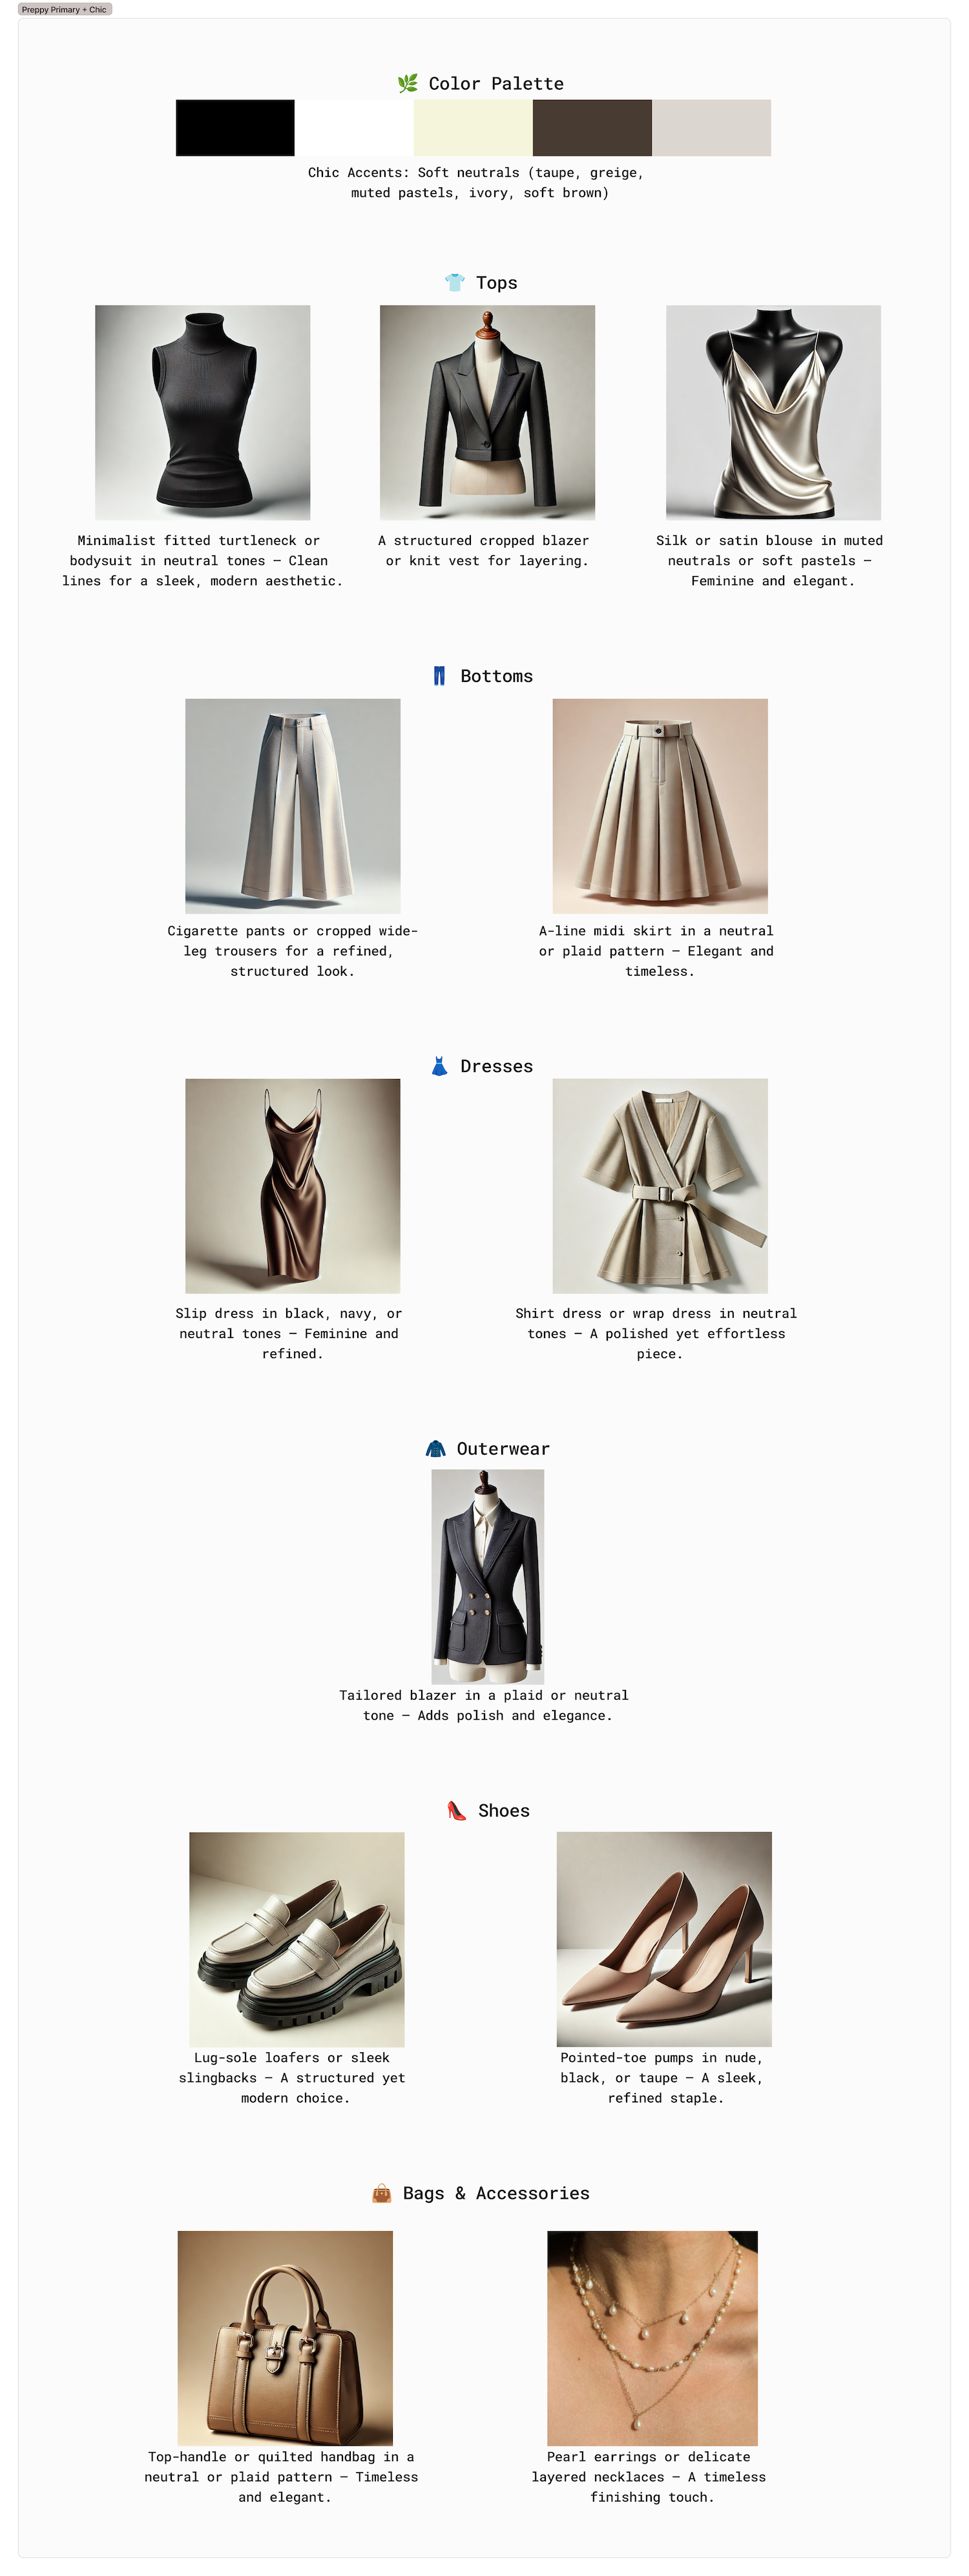 Preppy Primary + Chic
🌿 Color Palette
Chic Accents: Soft neutrals (taupe, greige,
muted pastels, ivory, soft brown)
👕 Tops
Minimalist fitted turtleneck or
bodysuit in neutral tones – Clean
lines for a sleek, modern aesthetic.
A structured cropped blazer
or knit vest for layering.
Silk or satin blouse in muted
neutrals or soft pastels –
Feminine and elegant.
👖 Bottoms
Cigarette pants or cropped wide-
leg trousers for a refined,
structured look.
A-line midi skirt in a neutral
or plaid pattern – Elegant and
timeless.
👗 Dresses
Slip dress in black, navy, or
neutral tones – Feminine and
refined.
Shirt dress or wrap dress in neutral
tones – A polished yet effortless
piece.
🧥 Outerwear
Tailored blazer in a plaid or neutral
tone – Adds polish and elegance.
👠 Shoes
Lug-sole loafers or sleek
slingbacks – A structured yet
modern choice.
Pointed-toe pumps in nude,
black, or taupe – A sleek,
refined staple.
👜 Bags & Accessories
Top-handle or quilted handbag in a
neutral or plaid pattern – Timeless
and elegant.
Pearl earrings or delicate
layered necklaces – A timeless
finishing touch.